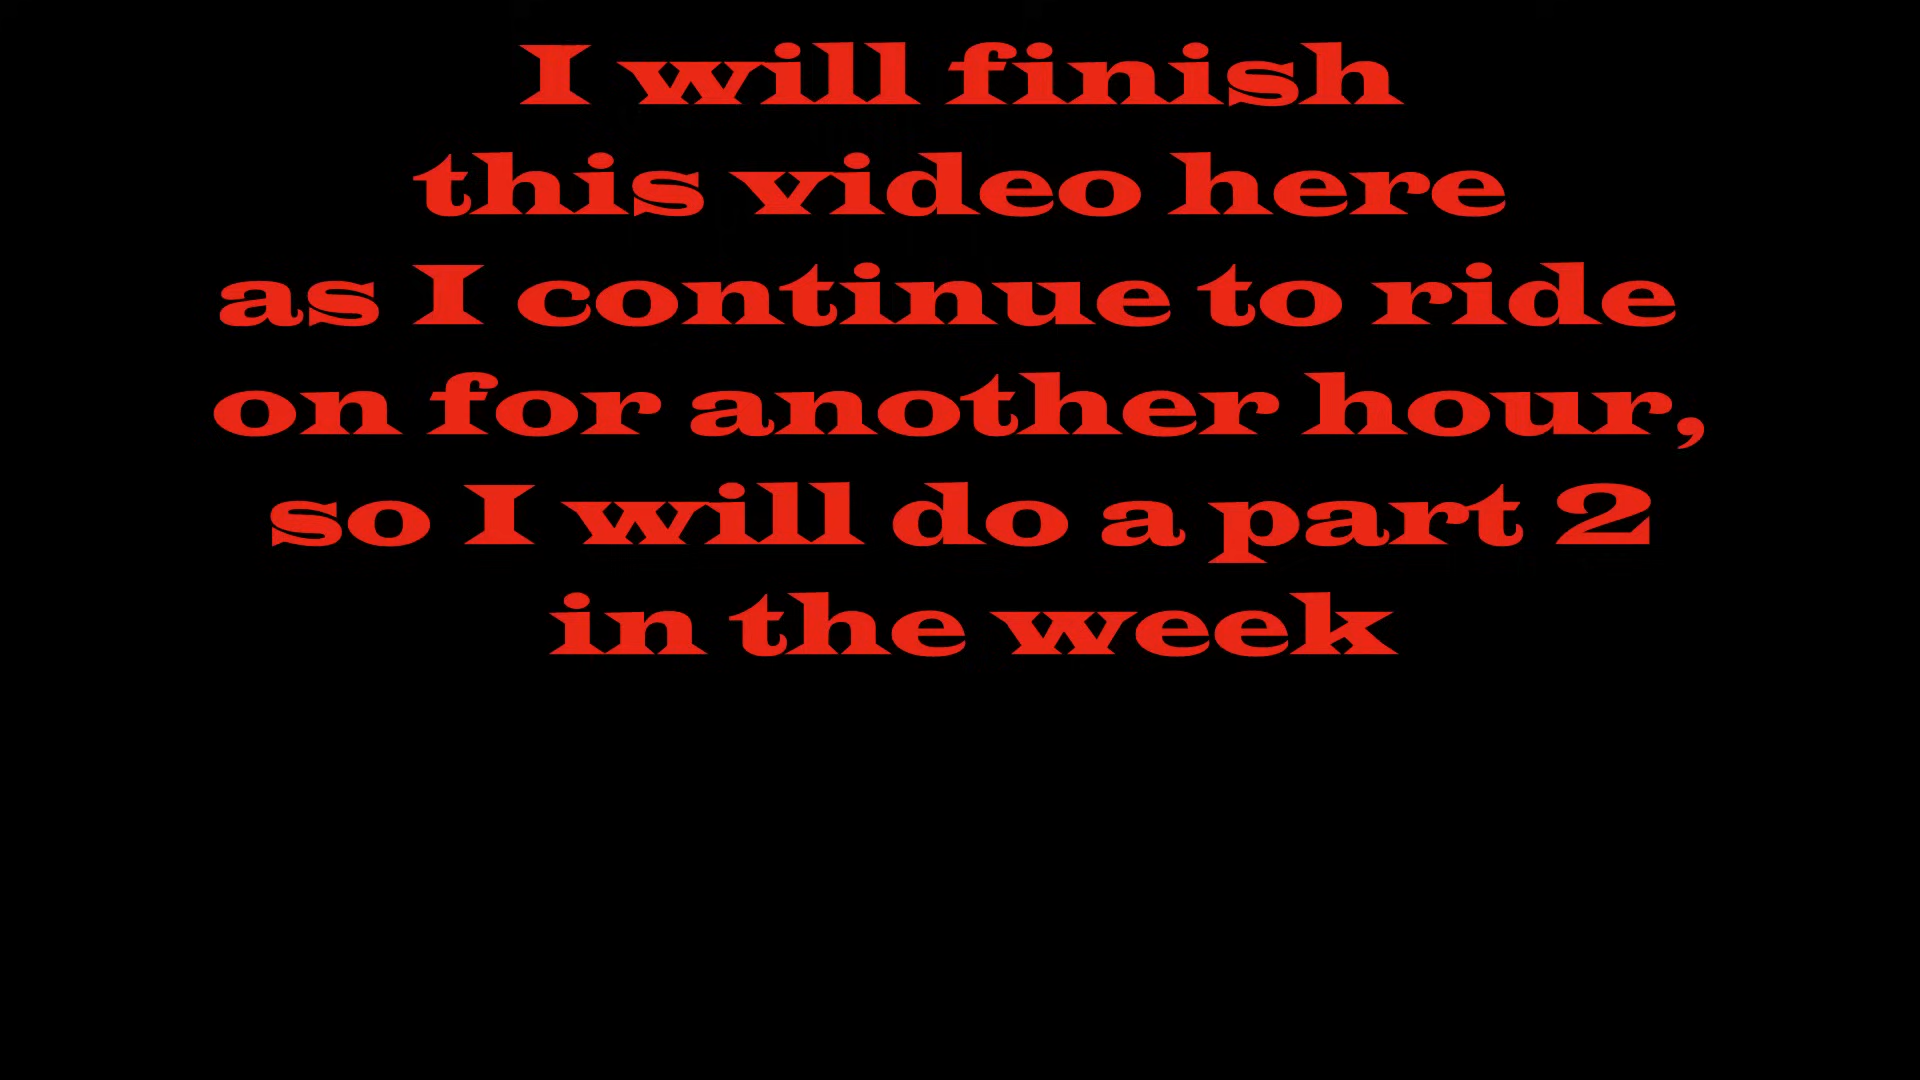 I will finish
this video here
as I continue to ride
on for another hour,
so I will do a part 2
in the week